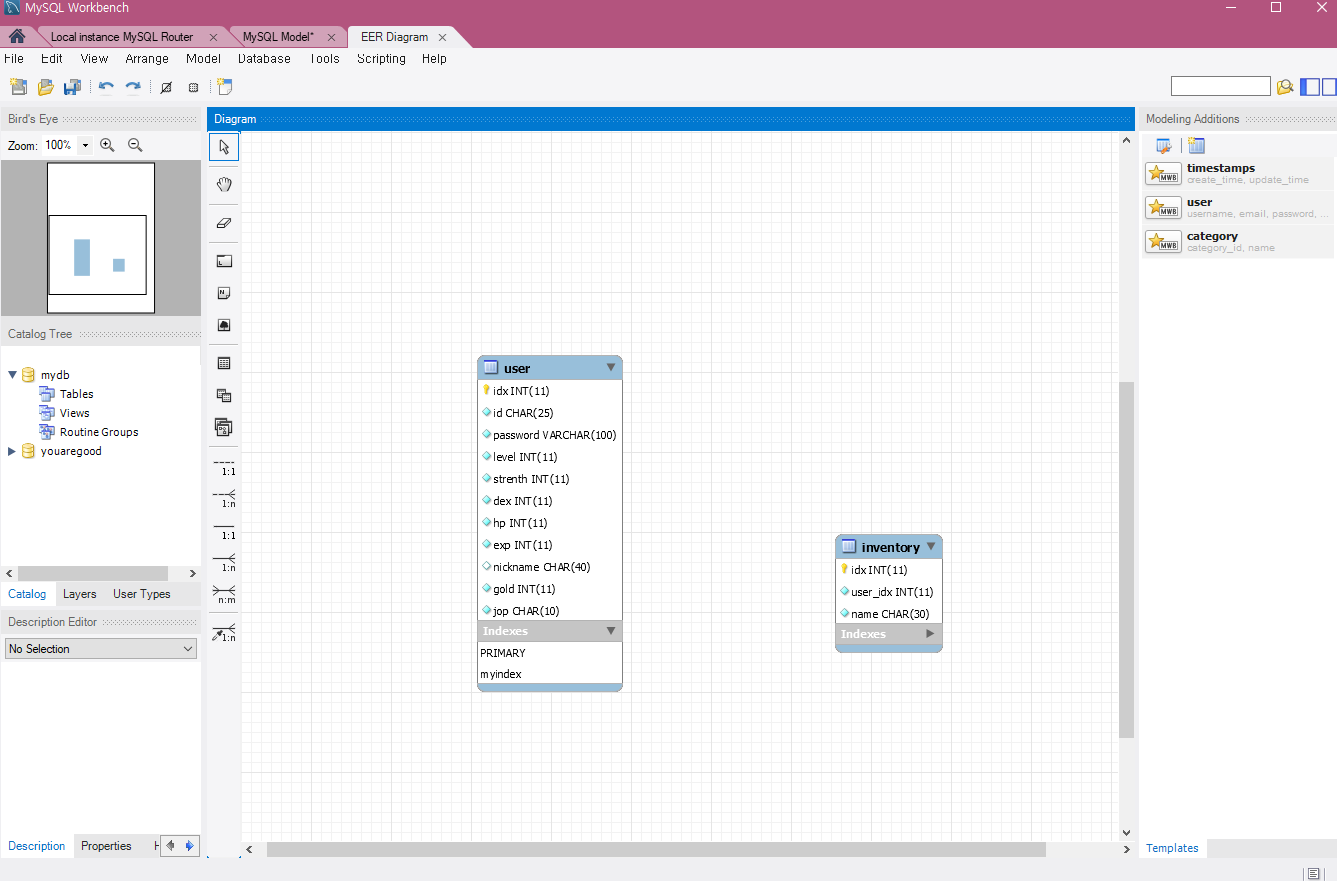 MySQL Workbench
Local instance MySQL Router
MySQL Model*
EER Diagram
File Edit View Arrange Model Database Tools Scripting Help
Bird's Eye
Zoom: 100%
Catalog Tree
mydb
Tables
Views
Routine Groups
youaregood
Catalog Layers User Types
Description Editor
No Selection
Description Properties H
Diagram
N
1:1
1:n
1:1
1:n
n:m
1:n
user
idx INT(11)
id CHAR(25)
password VARCHAR(100)
level INT(11)
strenth INT(11)
dex INT(11)
hp INT(11)
exp INT(11)
nickname CHAR(40)
gold INT(11)
jop CHAR(10)
Indexes
PRIMARY
myindex
inventory
idx INT(11)
user_idx INT(11)
name CHAR(30)
Indexes
Modeling Additions
MWB
timestamps
create_time, update_time
MWB
user
username, email, password, ...
MWB
category
category_id, name
Templates